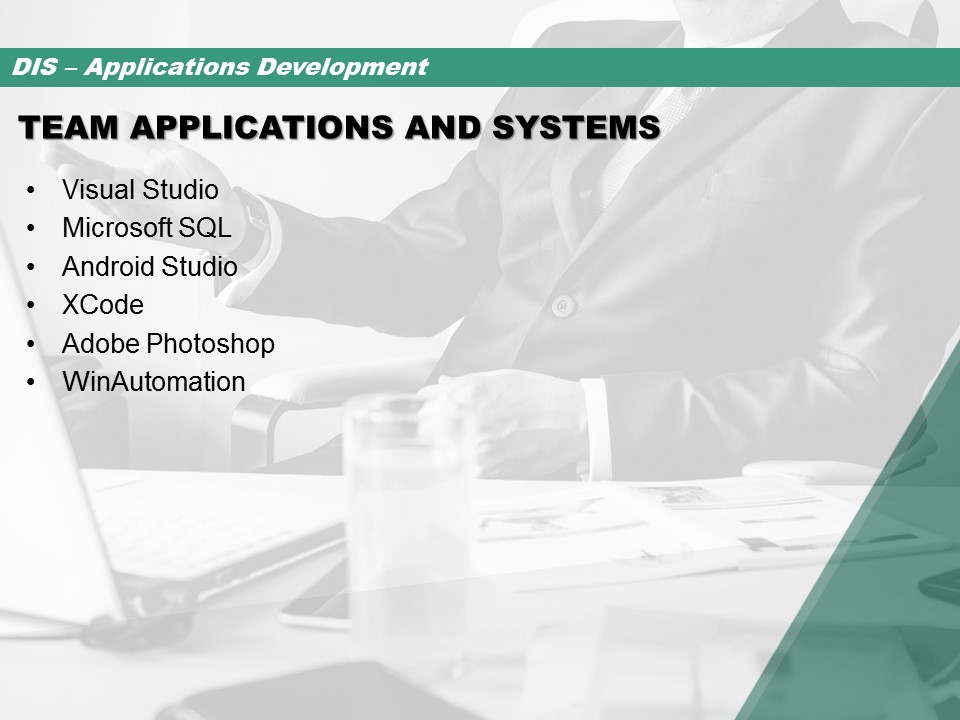 DIS – Applications Development
TEAM APPLICATIONS AND SYSTEMS
• Visual Studio
• Microsoft SQL
• Android Studio
• XCode
• Adobe Photoshop
• WinAutomation